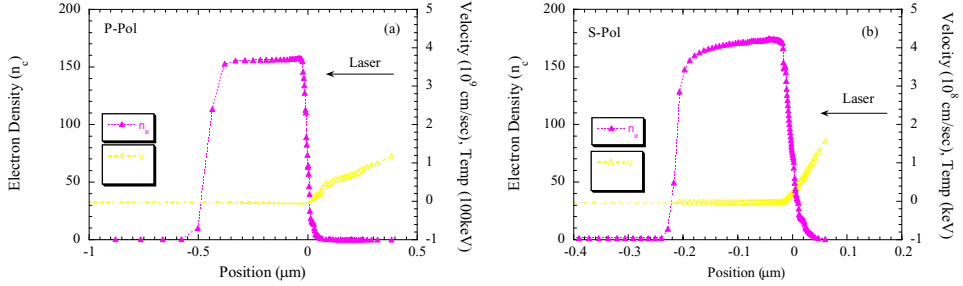 P-Pol
(a)
Laser
n e
v
Electron Density (n c)
200
150
100
50
0
5
4
3
2
1
0
-1
Velocity (10^9 cm/sec), Temp (100keV)
-1
-0.5
0
0.5
Position (μm)
S-Pol
(b)
Laser
n e
v
Electron Density (n c)
200
150
100
50
0
5
4
3
2
1
0
-1
Velocity (10^8 cm/sec), Temp (keV)
-0.4
-0.3
-0.2
-0.1
0
0.1
0.2
Position (μm)